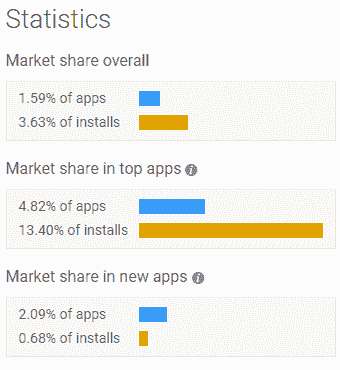 Statistics
Market share overall
1.59% of apps
3.63% of installs
Market share in top apps
4.82% of apps
13.40% of installs
Market share in new apps
2.09% of apps
0.68% of installs